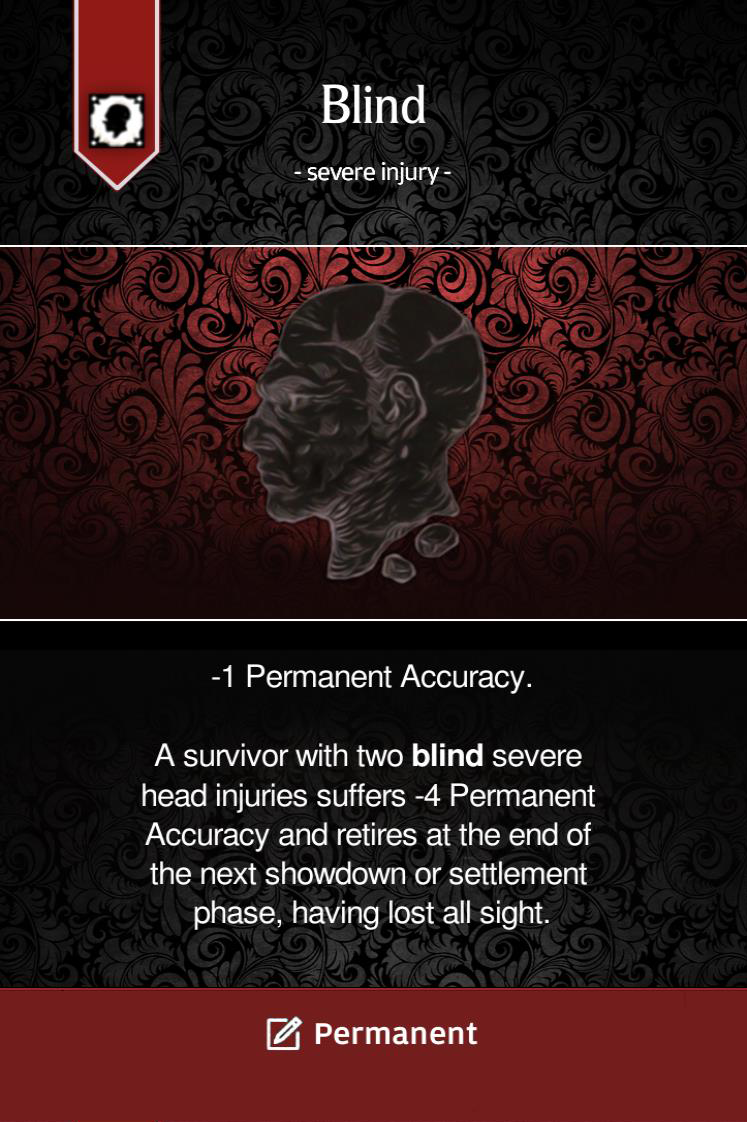 Blind
- severe injury -
-1 Permanent Accuracy.
A survivor with two blind severe
head injuries suffers -4 Permanent
Accuracy and retires at the end of
the next showdown or settlement
phase, having lost all sight.
Permanent